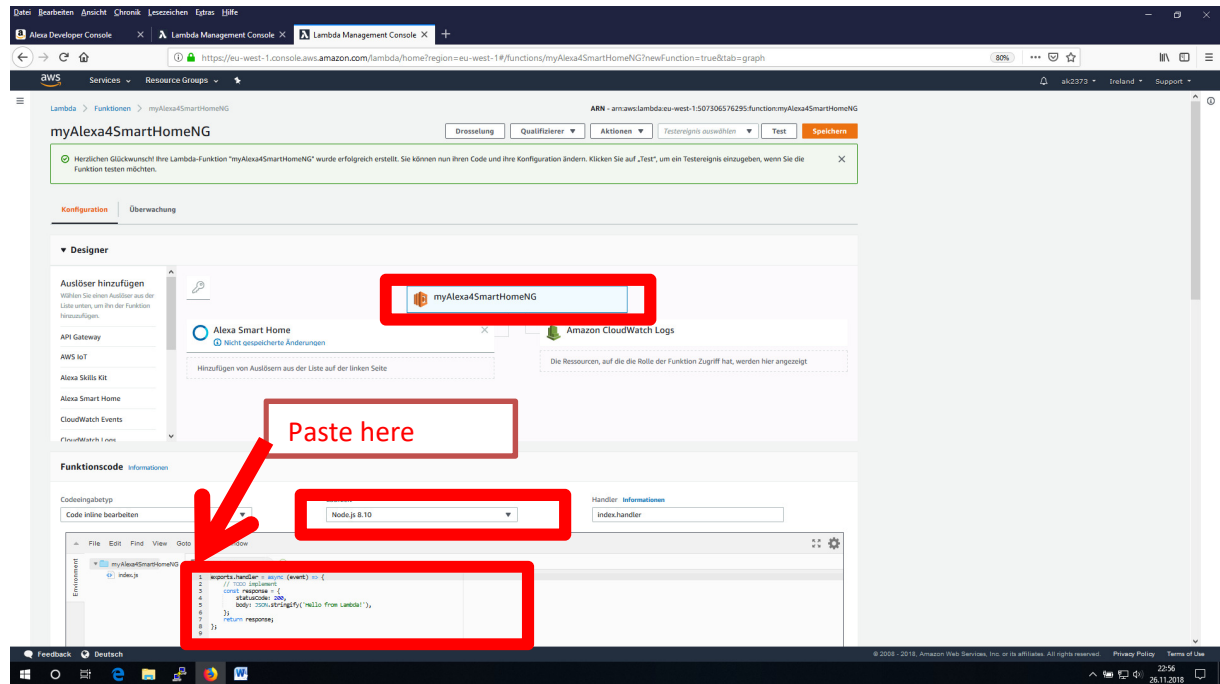 Datei Bearbeiten Ansicht Chronik Lesezeichen Extras Hilfe
Alexa Developer Console
Lambda Management Console
Lambda Management Console
https://eu-west-1.console.aws.amazon.com/lambda/home?region=eu-west-1#/functions/myAlexa4SmartHomeNG?newFunction=true&tab=graph
80%
aws Services Resource Groups
ak2373 Ireland Support
Lambda > Funktionen > myAlexa4SmartHomeNG
ARN - arn:aws:lambda:eu-west-1:507306576295:function:myAlexa4SmartHomeNG
myAlexa4SmartHomeNG
Drosselung Qualifizierer Aktionen Testereignis auswählen Test Speichern
Herzlichen Glückwunsch! Ihre Lambda-Funktion "myAlexa4SmartHomeNG" wurde erfolgreich erstellt. Sie können nun ihren Code und ihre Konfiguration ändern. Klicken Sie auf „Test", um ein Testereignis einzugeben, wenn Sie die
Funktion testen möchten.
Konfiguration Überwachung
Designer
Auslöser hinzufügen
Wählen Sie einen Auslöser aus der
Liste unten, um ihn der Funktion
hinzuzufügen.
API Gateway
AWS IoT
Alexa Skills Kit
Alexa Smart Home
CloudWatch Events
CloudWatch Logs
myAlexa4SmartHomeNG
Alexa Smart Home
Nicht gespeicherte Änderungen
Hinzufügen von Auslösern aus der Liste auf der linken Seite
Amazon CloudWatch Logs
Die Ressourcen, auf die die Rolle der Funktion Zugriff hat, werden hier angezeigt
Paste here
Funktionscode Informationen
Codeeingabetyp
Code inline bearbeiten
Node.js 8.10
Handler Informationen
index.handler
File Edit Find View Goto
Environment
myAlexa4SmartHomeNG
index.js
1 exports.handler = async (event) => {
2 // TODO implement
3 const response = {
4 statusCode: 200,
5 body: JSON.stringify('Hello from Lambda!'),
6 };
7 return response;
8 };
9
Feedback Deutsch
© 2008 - 2018, Amazon Web Services, Inc. or its affiliates. All rights reserved. Privacy Policy Terms of Use
22:56
26.11.2018